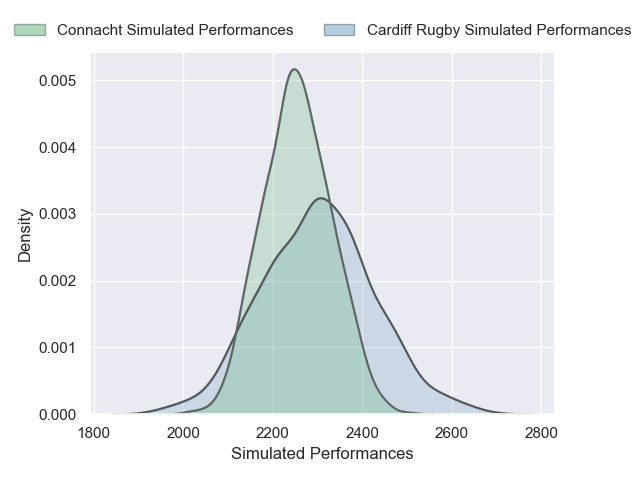 Connacht Simulated Performances Cardiff Rugby Simulated Performances
0.005
0.004
0.003
0.002
0.001
0.000
Density
1800 2000 2200 2400 2600 2800
Simulated Performances